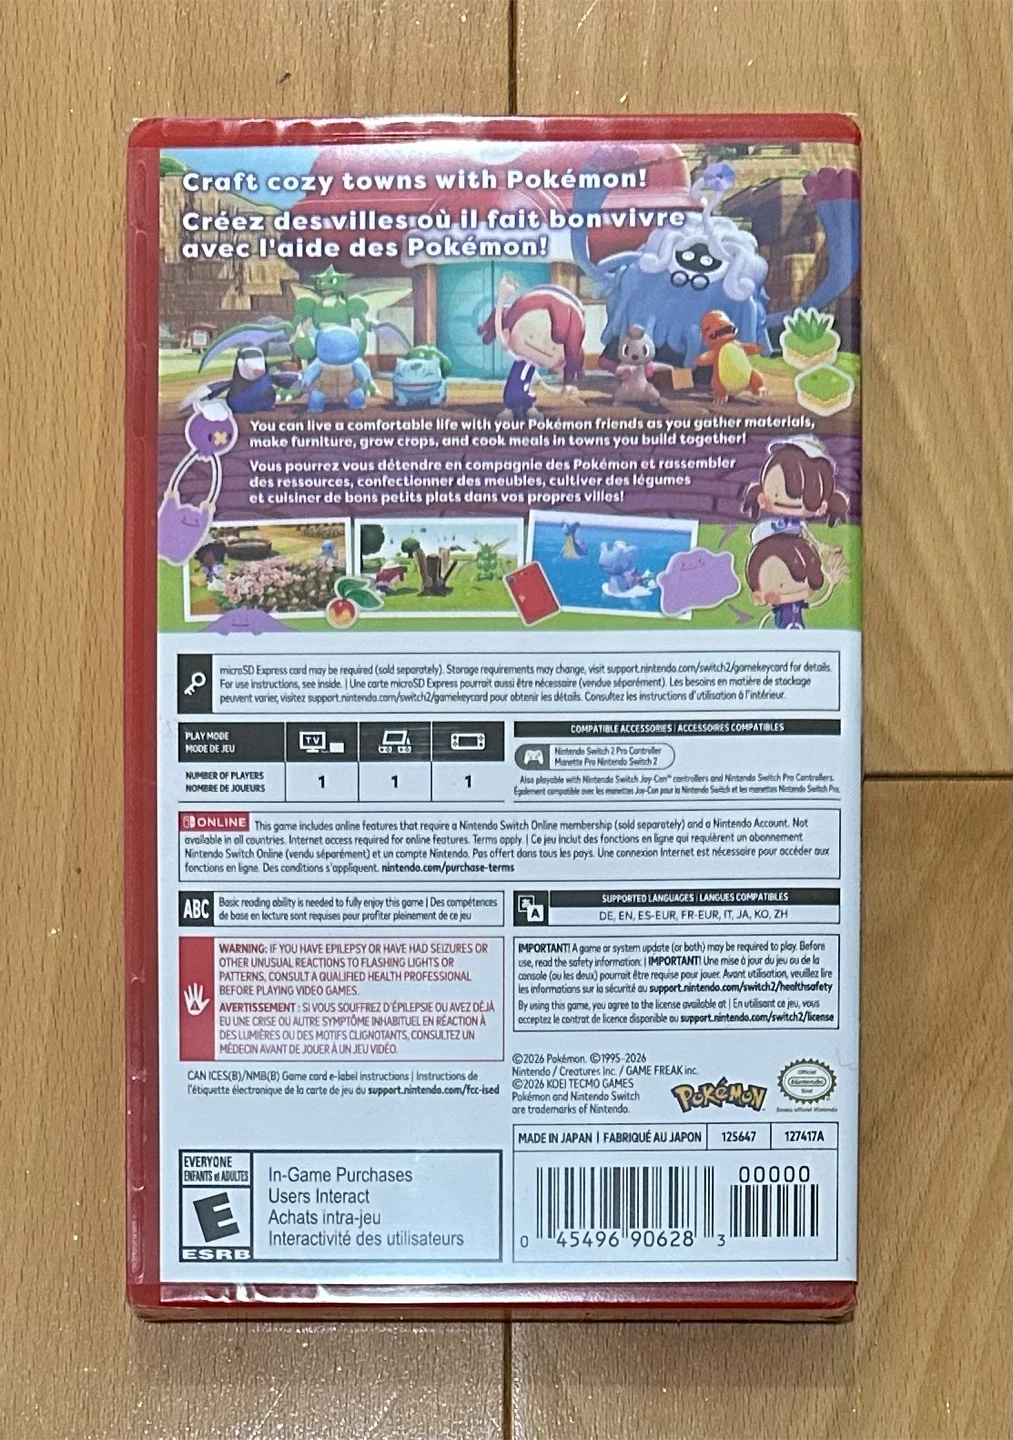 Craft cozy towns with Pokémon!
Créez des villes où il fait bon vivre
avec l'aide des Pokémon!
You can live a comfortable life with your Pokémon friends as you gather materials,
make furniture, grow crops, and cook meals in towns you build together!
Vous pourrez vous détendre en compagnie des Pokémon et rassembler
des ressources, confectionner des meubles, cultiver des légumes
et cuisiner de bons petits plats dans vos propres villes!
microSD Express card may be required (sold separately). Storage requirements may change, visit support.nintendo.com/switch2/gamekeycard for details.
For use instructions, see inside. | Une carte microSD Express pourrait aussi être nécessaire (vendue séparément). Les besoins en matière de stockage
peuvent varier, visitez support.nintendo.com/switch2/gamekeycard pour obtenir les détails. Consultez les instructions d'utilisation à l'intérieur.
PLAY MODE
MODE DE JEU
TV
NUMBER OF PLAYERS
NOMBRE DE JOUEURS
1 1 1
COMPATIBLE ACCESSORIES | ACCESSOIRES COMPATIBLES
Nintendo Switch 2 Pro Controller
Manette Pro Nintendo Switch 2
Also playable with Nintendo Switch Joy-Con™ controllers and Nintendo Switch Pro Controllers.
Également compatible avec les manettes Joy-Con pour la Nintendo Switch et les manettes Nintendo Switch Pro.
ONLINE This game includes online features that require a Nintendo Switch Online membership (sold separately) and a Nintendo Account. Not
available in all countries. Internet access required for online features. Terms apply. | Ce jeu inclut des fonctions en ligne qui requièrent un abonnement
Nintendo Switch Online (vendu séparément) et un compte Nintendo. Pas offert dans tous les pays. Une connexion Internet est nécessaire pour accéder aux
fonctions en ligne. Des conditions s'appliquent. nintendo.com/purchase-terms
ABC
Basic reading ability is needed to fully enjoy this game | Des compétences
de base en lecture sont requises pour profiter pleinement de ce jeu
A
SUPPORTED LANGUAGES | LANGUES COMPATIBLES
DE, EN, ES-EUR, FR-EUR, IT, JA, KO, ZH
WARNING: IF YOU HAVE EPILEPSY OR HAVE HAD SEIZURES OR
OTHER UNUSUAL REACTIONS TO FLASHING LIGHTS OR
PATTERNS, CONSULT A QUALIFIED HEALTH PROFESSIONAL
BEFORE PLAYING VIDEO GAMES.
AVERTISSEMENT : SI VOUS SOUFFREZ D'ÉPILEPSIE OU AVEZ DÉJÀ
EU UNE CRISE OU AUTRE SYMPTÔME INHABITUEL EN RÉACTION À
DES LUMIÈRES OU DES MOTIFS CLIGNOTANTS, CONSULTEZ UN
MÉDECIN AVANT DE JOUER À UN JEU VIDÉO.
IMPORTANT! A game or system update (or both) may be required to play. Before
use, read the safety information: | IMPORTANT! Une mise à jour du jeu ou de la
console (ou les deux) pourrait être requise pour jouer. Avant utilisation, veuillez lire
les informations sur la sécurité au support.nintendo.com/switch2/healthsafety
By using this game, you agree to the license available at | En utilisant ce jeu, vous
acceptez le contrat de licence disponible au support.nintendo.com/switch2/license
CAN ICES(B)/NMB(B) Game card e-label instructions | Instructions de
l'étiquette électronique de la carte de jeu au support.nintendo.com/fcc-ised
©2026 Pokémon. ©1995-2026
Nintendo / Creatures Inc. / GAME FREAK inc.
©2026 KOEI TECMO GAMES
Pokémon and Nintendo Switch
are trademarks of Nintendo.
POKéMON
Official
Nintendo
Seal
Sceau officiel Nintendo
MADE IN JAPAN | FABRIQUÉ AU JAPON 125647 127417A
EVERYONE
ENFANTS et ADULTES
E
ESRB
In-Game Purchases
Users Interact
Achats intra-jeu
Interactivité des utilisateurs
00000
0 45496 90628 3